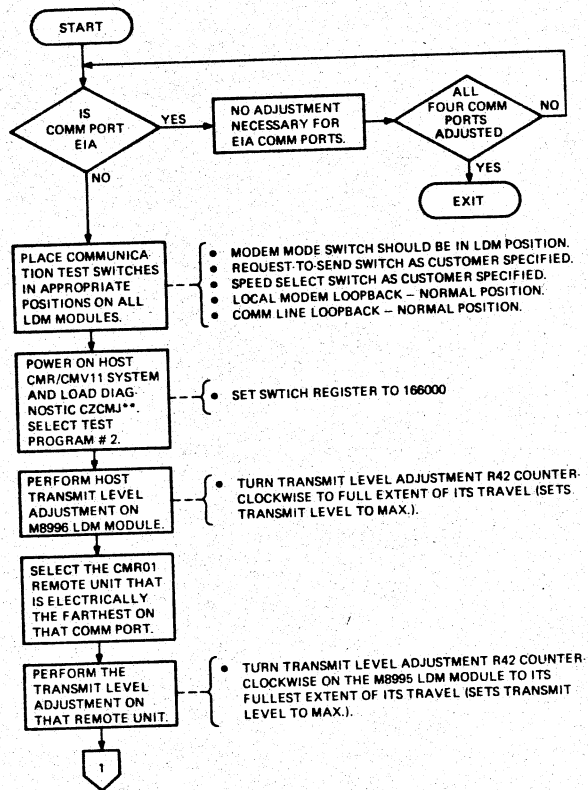 START
IS
COMM PORT
EIA
YES
NO
NO ADJUSTMENT
NECESSARY FOR
EIA COMM PORTS.
ALL
FOUR COMM
PORTS
ADJUSTED
NO
YES
EXIT
PLACE COMMUNICA-
TION TEST SWITCHES
IN APPROPRIATE
POSITIONS ON ALL
LDM MODULES.
• MODEM MODE SWITCH SHOULD BE IN LDM POSITION.
• REQUEST-TO-SEND SWITCH AS CUSTOMER SPECIFIED.
• SPEED SELECT SWITCH AS CUSTOMER SPECIFIED.
• LOCAL MODEM LOOPBACK – NORMAL POSITION.
• COMM LINE LOOPBACK – NORMAL POSITION.
POWER ON HOST
CMR/CMV11 SYSTEM
AND LOAD DIAG-
NOSTIC CZCMJ**.
SELECT TEST
PROGRAM # 2.
• SET SWTICH REGISTER TO 166000
PERFORM HOST
TRANSMIT LEVEL
ADJUSTMENT ON
M8996 LDM MODULE.
• TURN TRANSMIT LEVEL ADJUSTMENT R42 COUNTER-
CLOCKWISE TO FULL EXTENT OF ITS TRAVEL (SETS
TRANSMIT LEVEL TO MAX.).
SELECT THE CMR01
REMOTE UNIT THAT
IS ELECTRICALLY
THE FARTHEST ON
THAT COMM PORT.
PERFORM THE
TRANSMIT LEVEL
ADJUSTMENT ON
THAT REMOTE UNIT.
• TURN TRANSMIT LEVEL ADJUSTMENT R42 COUNTER-
CLOCKWISE ON THE M8995 LDM MODULE TO ITS
FULLEST EXTENT OF ITS TRAVEL (SETS TRANSMIT
LEVEL TO MAX.).
1